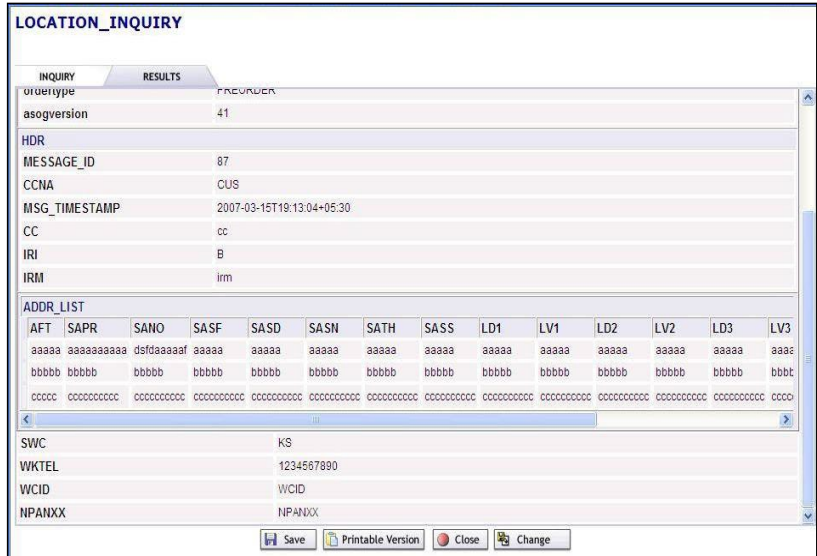 LOCATION_INQUIRY
INQUIRY RESULTS
ordertype PREORDER
asogversion 41
HDR
MESSAGE_ID 87
CCNA CUS
MSG_TIMESTAMP 2007-03-15T19:13:04+05:30
CC cc
IRI B
IRM irm
ADDR_LIST
AFT SAPR SANO SASF SASD SASN SATH SASS LD1 LV1 LD2 LV2 LD3 LV3
aaaaa aaaaaaaaaa dsfdaaaaaf aaaaa aaaaa aaaaa aaaaa aaaaa aaaaa aaaaa aaaaa aaaaa aaaaa aaaa
bbbbb bbbbb bbbbb bbbbb bbbbb bbbbb bbbbb bbbbb bbbbb bbbbb bbbbb bbbbb bbbbb bbbt
ccccc cccccccccc cccccccccc cccccccccc cccccccccc cccccccccc cccccccccc cccccccccc cccccccccc cccccccccc cccccccccc cccccccccc cccccccccc cccc
SWC KS
WKTEL 1234567890
WCID WCID
NPANXX NPANXX
Save Printable Version Close Change